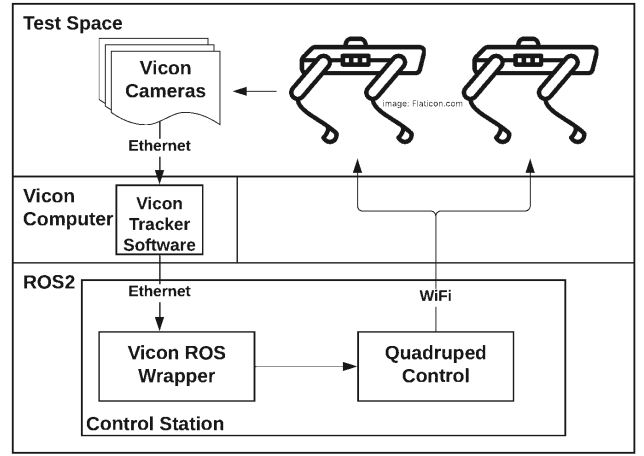 Test Space
Vicon
Cameras
image: Flaticon.com
Ethernet
Vicon
Computer
Vicon
Tracker
Software
ROS2
Ethernet
WiFi
Vicon ROS
Wrapper
Quadruped
Control
Control Station